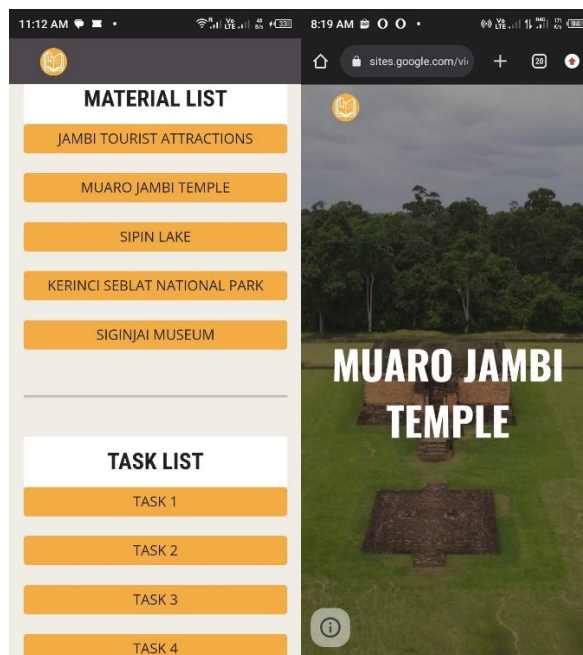 11:12 AM
MATERIAL LIST
JAMBI TOURIST ATTRACTIONS
MUARO JAMBI TEMPLE
SIPIN LAKE
KERINCI SEBLAT NATIONAL PARK
SIGINJAI MUSEUM
TASK LIST
TASK 1
TASK 2
TASK 3
TASK 4
8:19 AM
sites.google.com/vi
20
MUARO JAMBI
TEMPLE